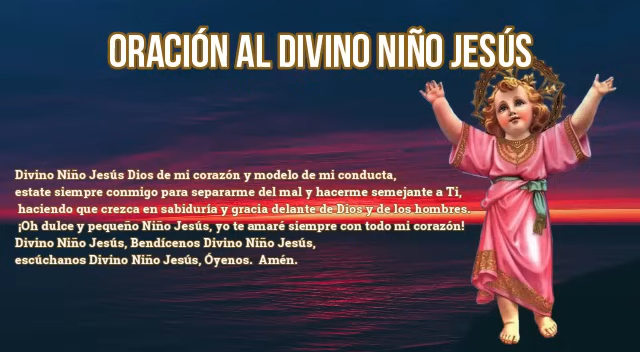 ORACIÓN AL DIVINO NIÑO JESÚS
Divino Niño Jesús Dios de mi corazón y modelo de mi conducta,
estate siempre conmigo para separarme del mal y hacerme semejante a Ti,
haciendo que crezca en sabiduría y gracia delante de Dios y de los hombres.
¡Oh dulce y pequeño Niño Jesús, yo te amaré siempre con todo mi corazón!
Divino Niño Jesús, Bendícenos Divino Niño Jesús,
escúchanos Divino Niño Jesús, Óyenos. Amén.